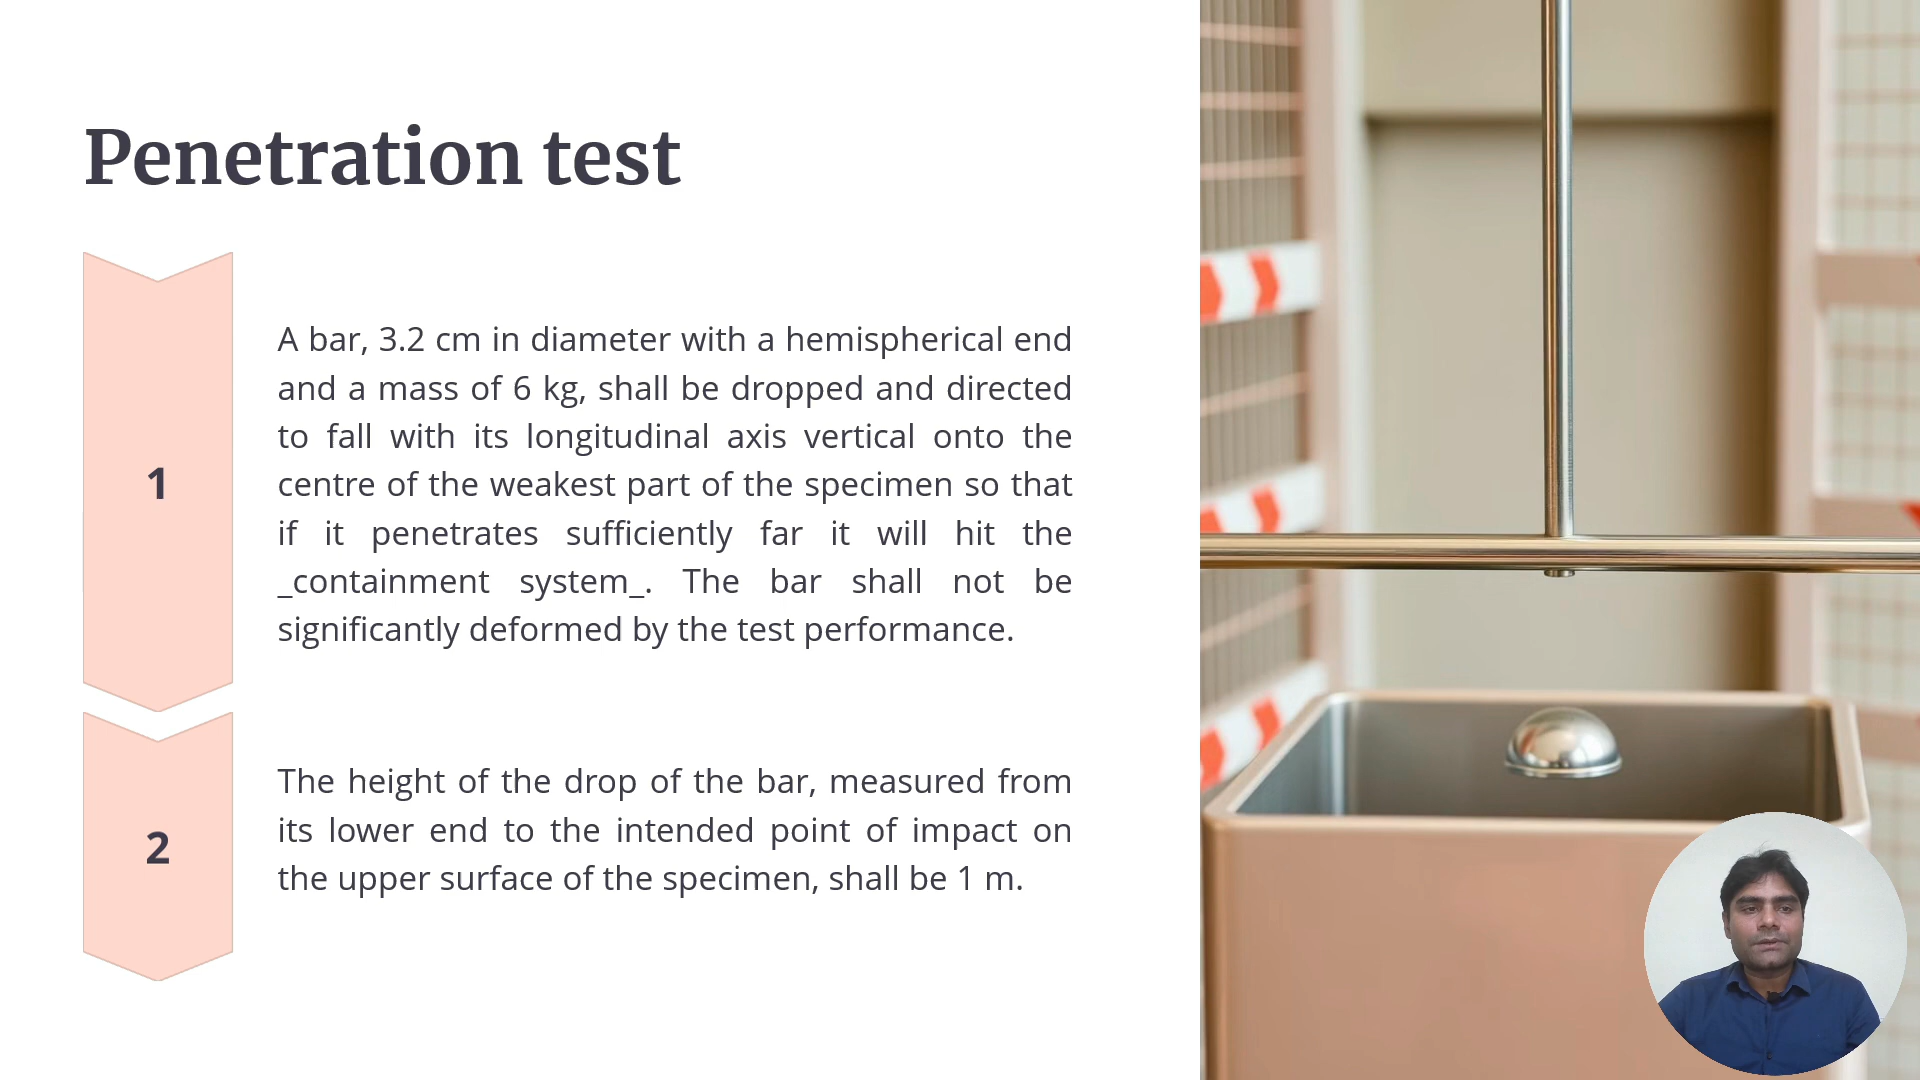 Penetration test
1
A bar, 3.2 cm in diameter with a hemispherical end
and a mass of 6 kg, shall be dropped and directed
to fall with its longitudinal axis vertical onto the
centre of the weakest part of the specimen so that
if it penetrates sufficiently far it will hit the
_containment system_. The bar shall not be
significantly deformed by the test performance.
2
The height of the drop of the bar, measured from
its lower end to the intended point of impact on
the upper surface of the specimen, shall be 1 m.